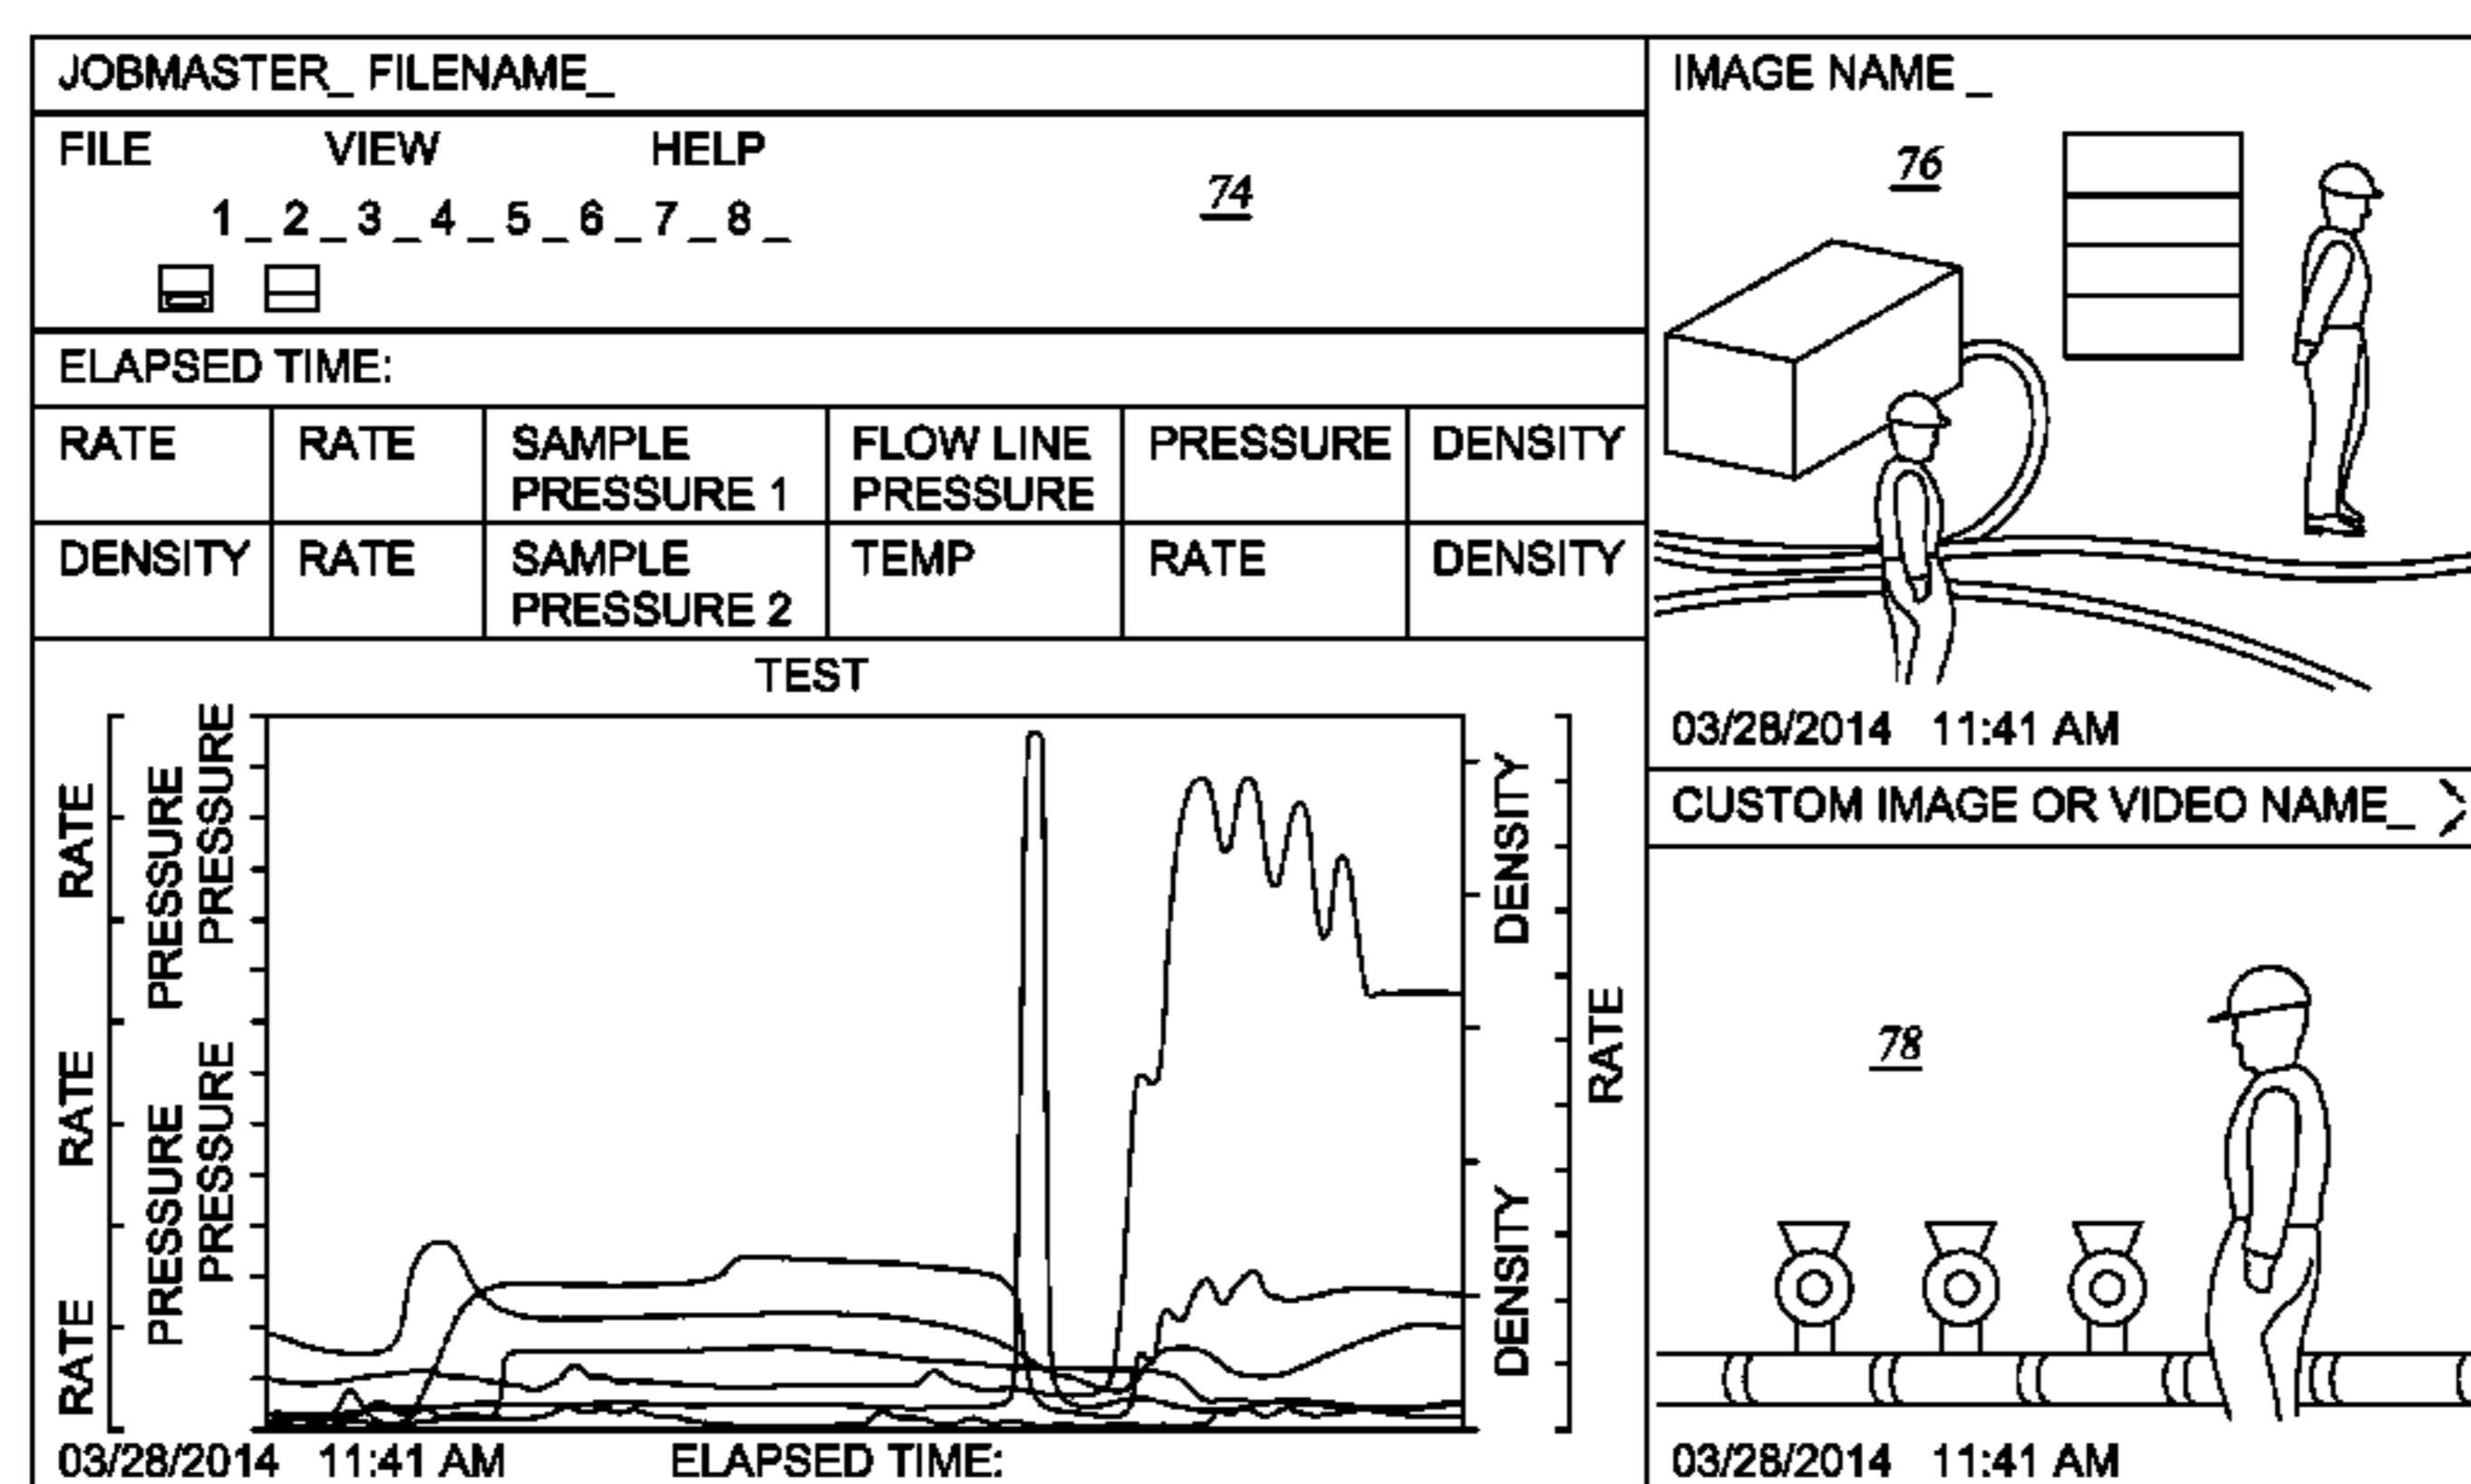 JOBMASTER_ FILENAME_
FILE VIEW HELP
1 _ 2 _ 3 _ 4 _ 5 _ 6 _ 7 _ 8 _
74
ELAPSED TIME:
RATE RATE SAMPLE PRESSURE 1 FLOW LINE PRESSURE PRESSURE DENSITY
DENSITY RATE SAMPLE PRESSURE 2 TEMP RATE DENSITY
TEST
RATE RATE RATE
PRESSURE PRESSURE
PRESSURE PRESSURE
DENSITY DENSITY
RATE
03/28/2014 11:41 AM ELAPSED TIME:
IMAGE NAME _
76
03/28/2014 11:41 AM
CUSTOM IMAGE OR VIDEO NAME_
78
03/28/2014 11:41 AM